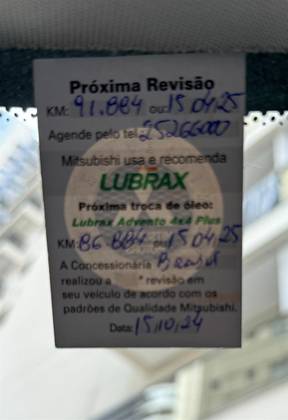 Próxima Revisão
KM: 91.884 ou: 15 04.25
Agende pelo tel: 25266000
Mitsubishi usa e recomenda
LUBRAX
Próxima troca de óleo:
Lubrax Advento 4x4 Plus
KM: 86 884 ou 15 04.25
A Concessionária
realizou a ª revisão em
seu veículo de acordo com os
padrões de Qualidade Mitsubishi.
Data: 15/10/24